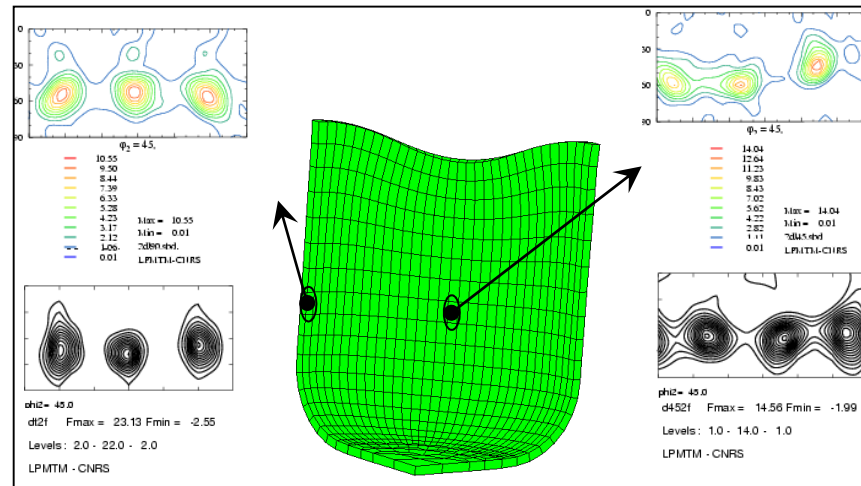 0
90
φ2 = 45,
10.55
9.50
8.44
7.39
6.33
5.28
4.23
3.17
2.12
1.06
0.01
Max = 10.55
Min = 0.01
LPMTM-CNRS
phi2= 45.0
dt2f Fmax = 23.13 Fmin = -2.55
Levels : 2.0 - 22.0 - 2.0
LPMTM - CNRS
0
90
φ2 = 45,
14.04
12.64
11.23
9.83
8.43
7.02
5.62
4.22
2.82
0.01
Max = 14.04
Min = 0.01
LPMTM-CNRS
phi2= 45.0
d452f Fmax = 14.56 Fmin = -1.99
Levels : 1.0 - 14.0 - 1.0
LPMTM - CNRS